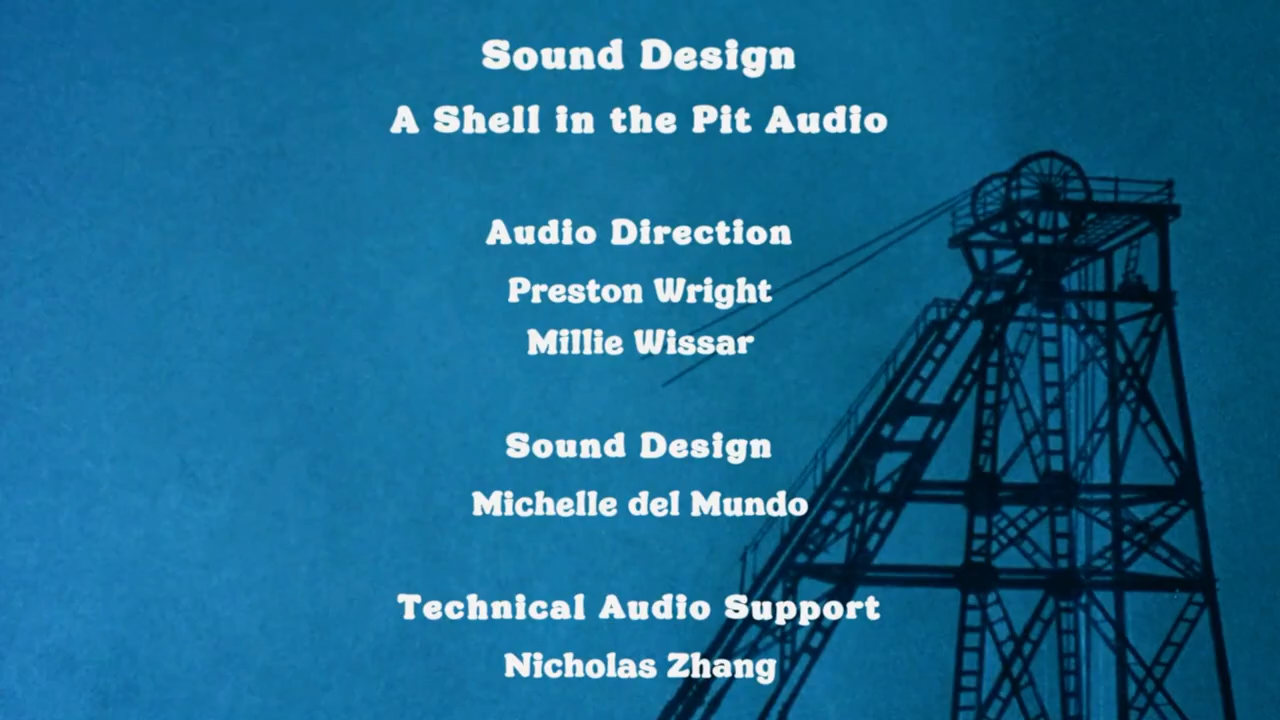 Sound Design
A Shell in the Pit Audio
Audio Direction
Preston Wright
Millie Wissar
Sound Design
Michelle del Mundo
Technical Audio Support
Nicholas Zhang